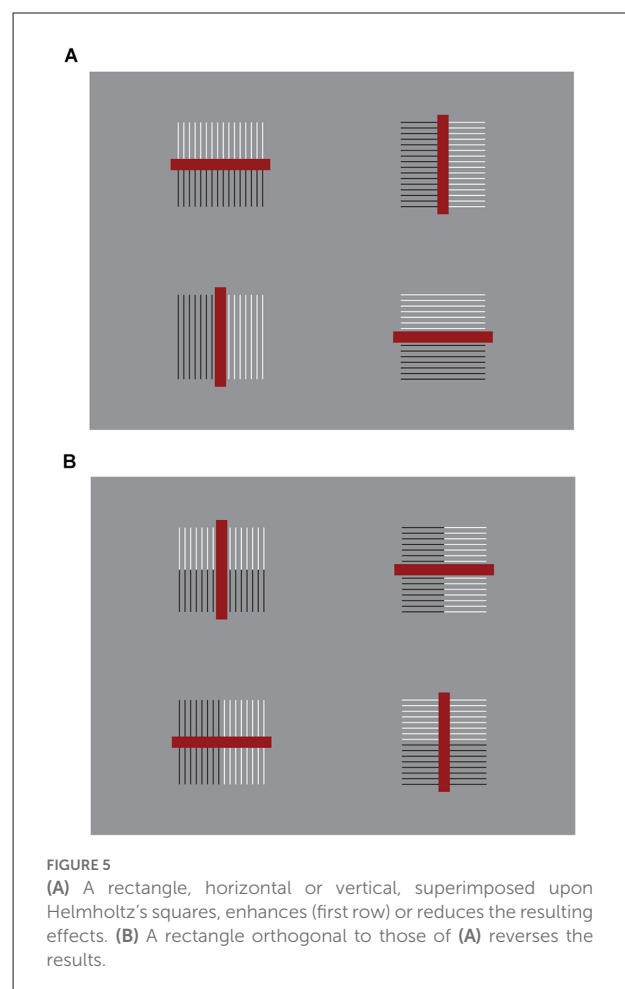 A
B
FIGURE 5
(A) A rectangle, horizontal or vertical, superimposed upon
Helmholtz’s squares, enhances (first row) or reduces the resulting
effects. (B) A rectangle orthogonal to those of (A) reverses the
results.